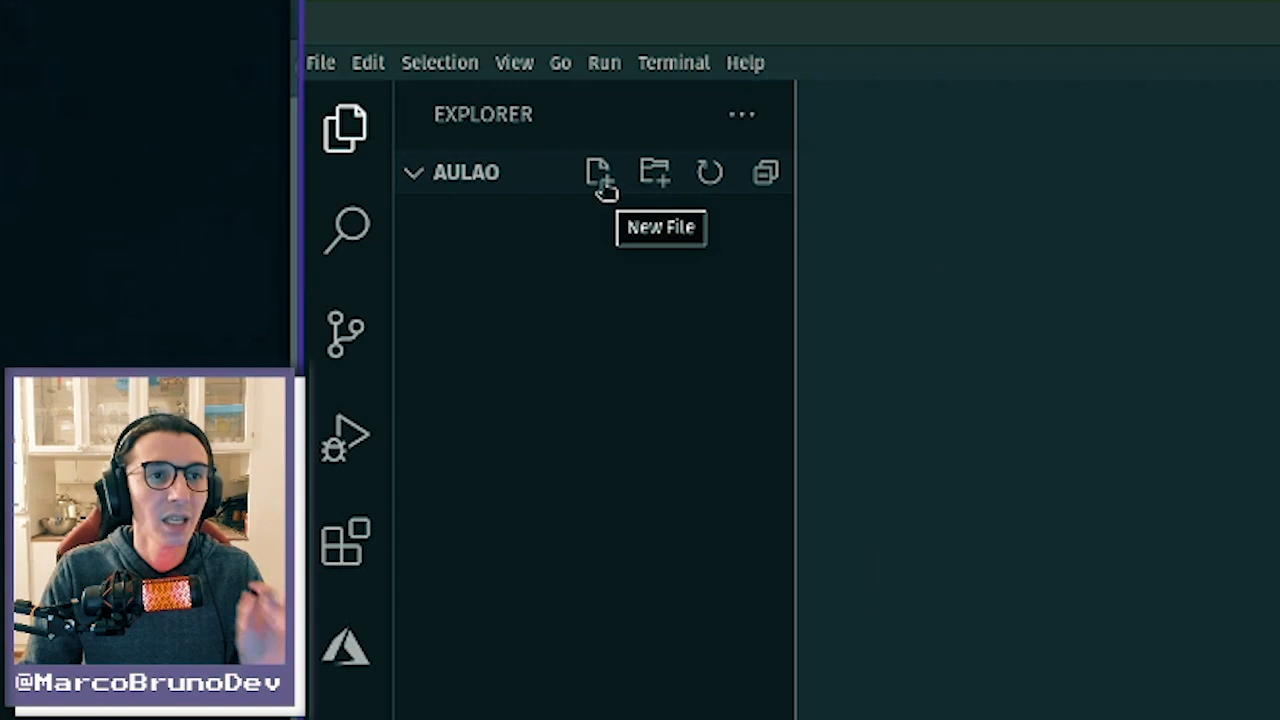 File Edit Selection View Go Run Terminal Help
EXPLORER
AULAO
New File
@MarcoBrunoDev